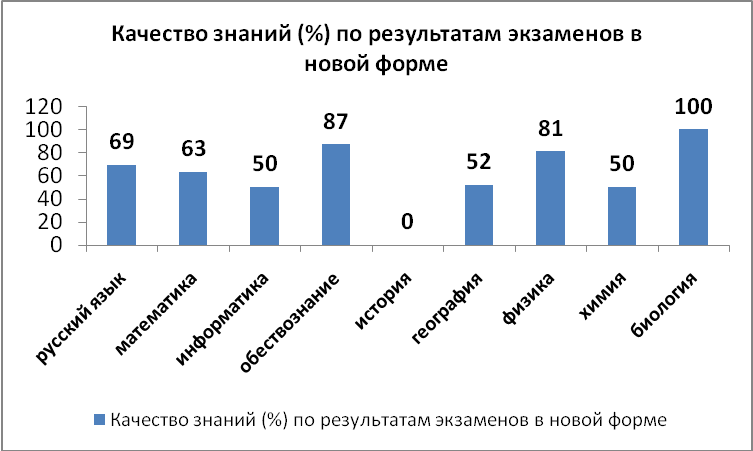 Качество знаний (%) по результатам экзаменов в
новой форме
120
100
80
60
40
20
0
69
63
50
87
0
52
81
50
100
русский язык
математика
информатика
обествознание
история
география
физика
химия
биология
Качество знаний (%) по результатам экзаменов в новой форме